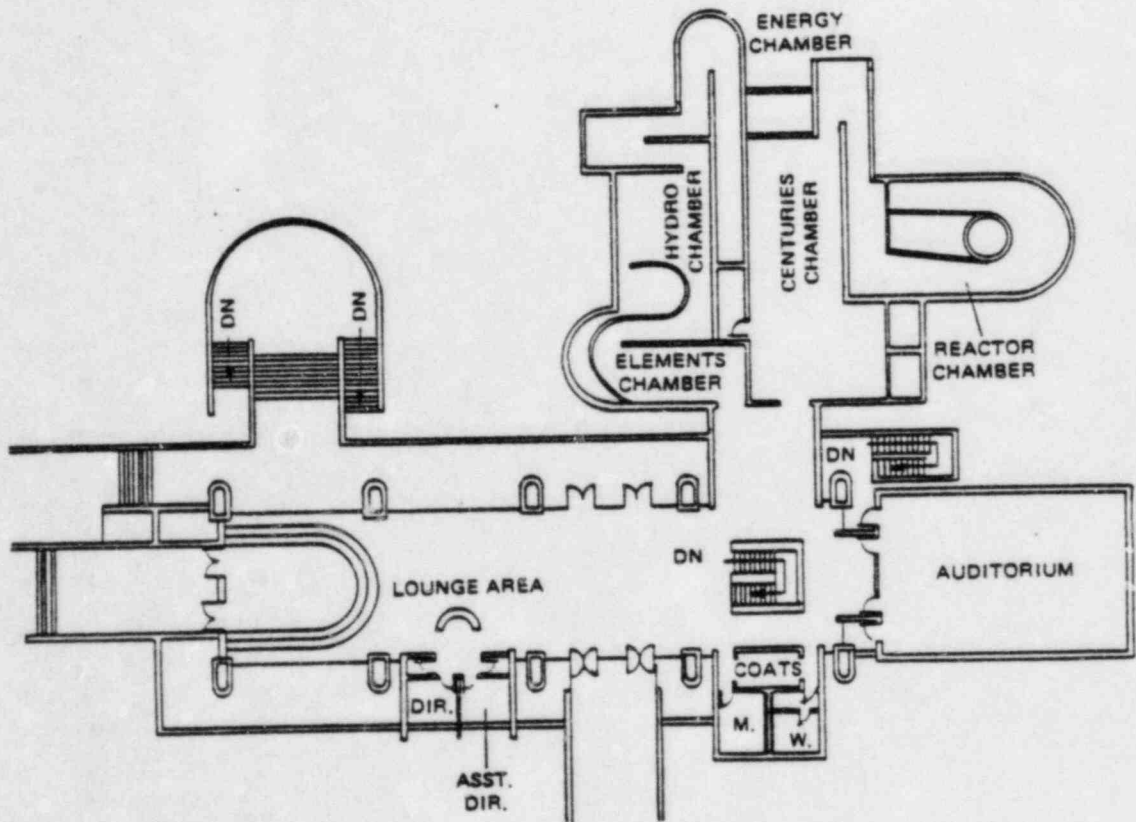 ENERGY
CHAMBER
HYDRO
CHAMBER
CENTURIES
CHAMBER
DN
DN
ELEMENTS
CHAMBER
REACTOR
CHAMBER
DN
DN
AUDITORIUM
LOUNGE AREA
COATS
DIR.
M.
W.
ASST.
DIR.